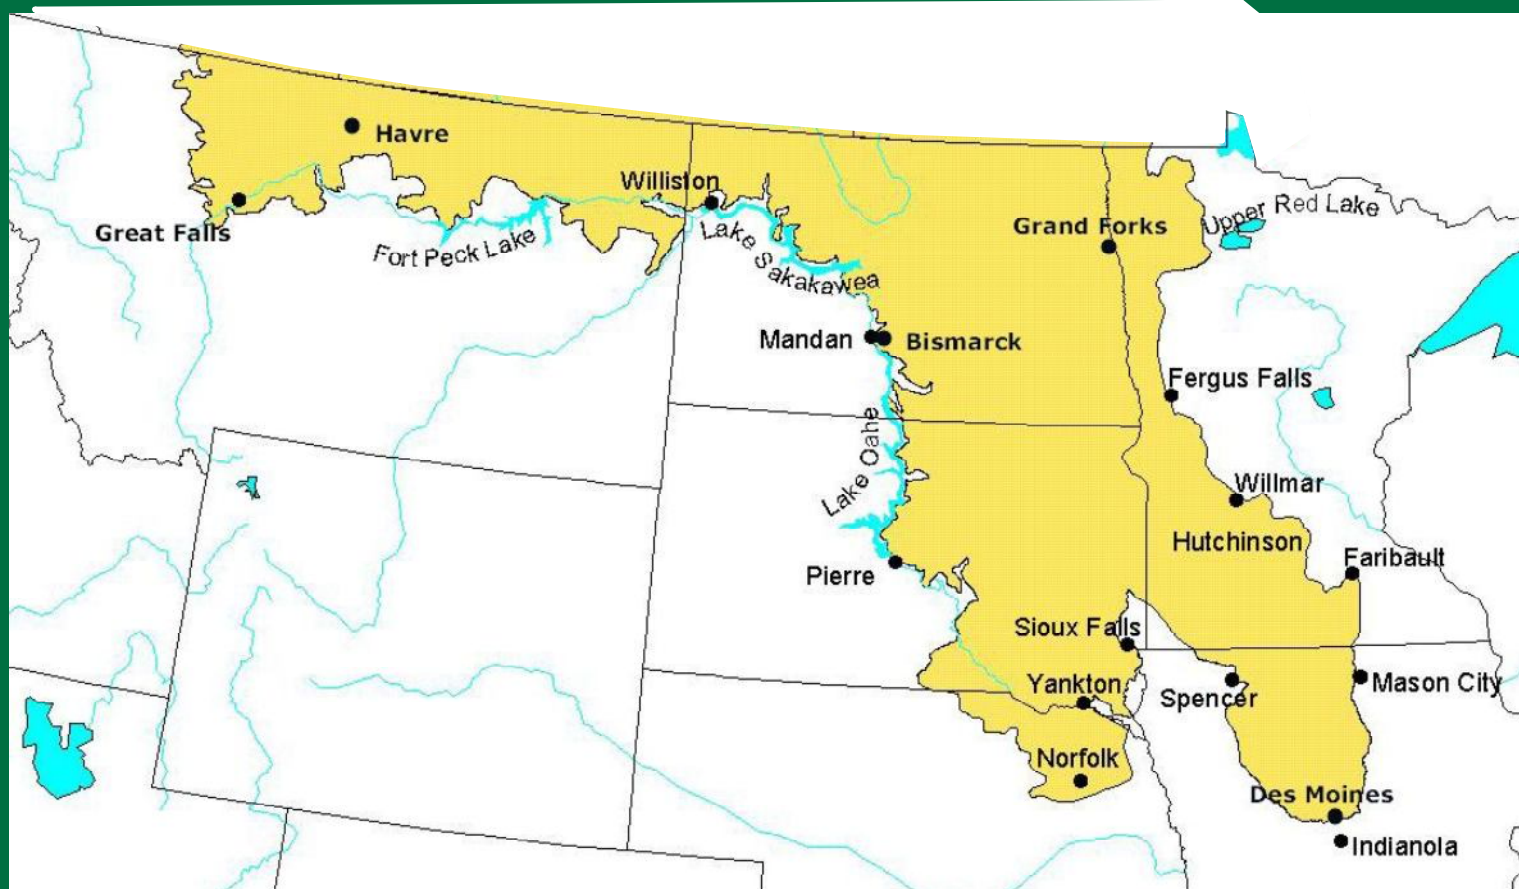 Havre
Williston
Great Falls
Fort Peck Lake
Lake Sakakawea
Grand Forks
Upper Red Lake
Mandan
Bismarck
Fergus Falls
Lake Oahe
Willmar
Hutchinson
Faribault
Pierre
Sioux Falls
Yankton
Spencer
Mason City
Norfolk
Des Moines
Indianola